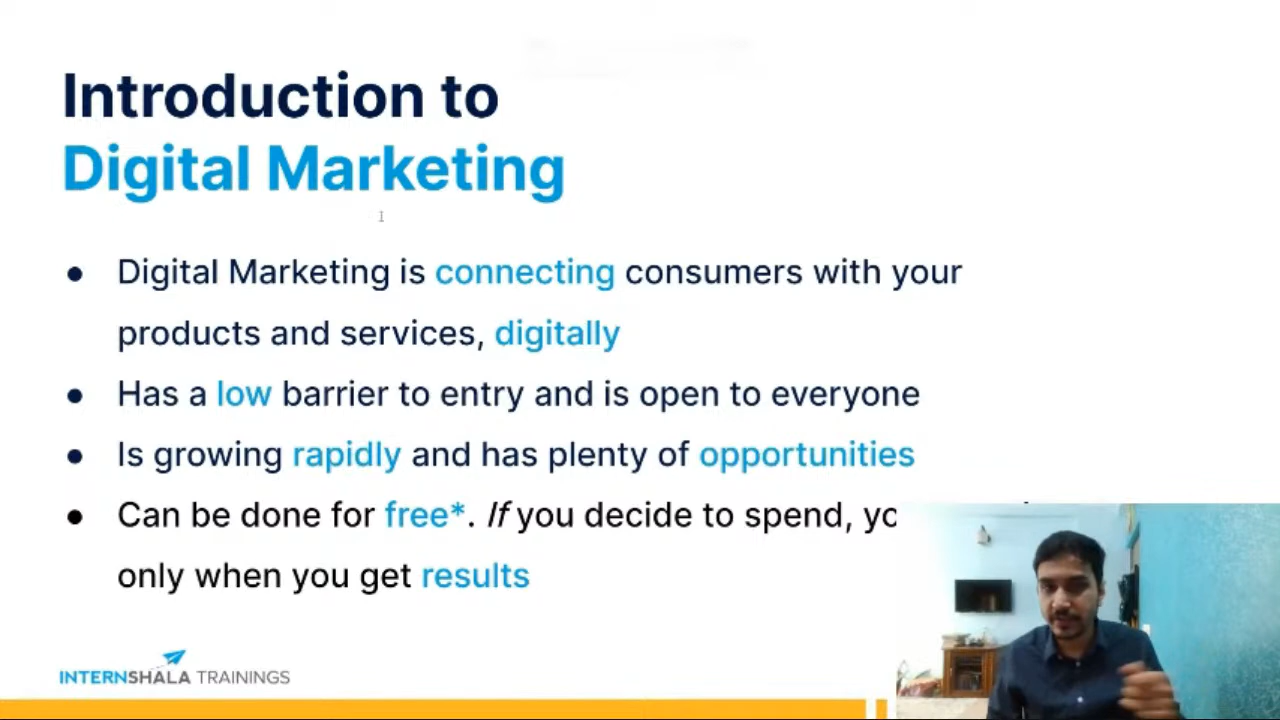 Introduction to
Digital Marketing
● Digital Marketing is connecting consumers with your
products and services, digitally
● Has a low barrier to entry and is open to everyone
● Is growing rapidly and has plenty of opportunities
● Can be done for free*. If you decide to spend,
only when you get results
INTERNSHALA TRAININGS